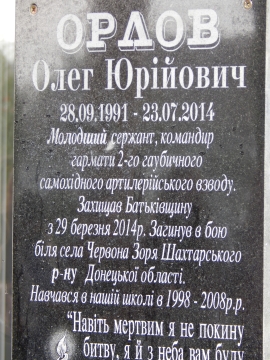 ОРЛОВ
Олег Юрійович
28.09.1991 - 23.07.2014
Молодший сержант, командир
гармати 2-го гаубичного
самохідного артилерійського взводу.
Захищав Батьківщину
з 29 березня 2014р. Загинув в бою
біля села Червона Зоря Шахтарського
р-ну Донецької області.
Навчався в нашій школі в 1998 - 2008р.р.
"Навіть мертвим я не покину
битву, я й з неба вам буду